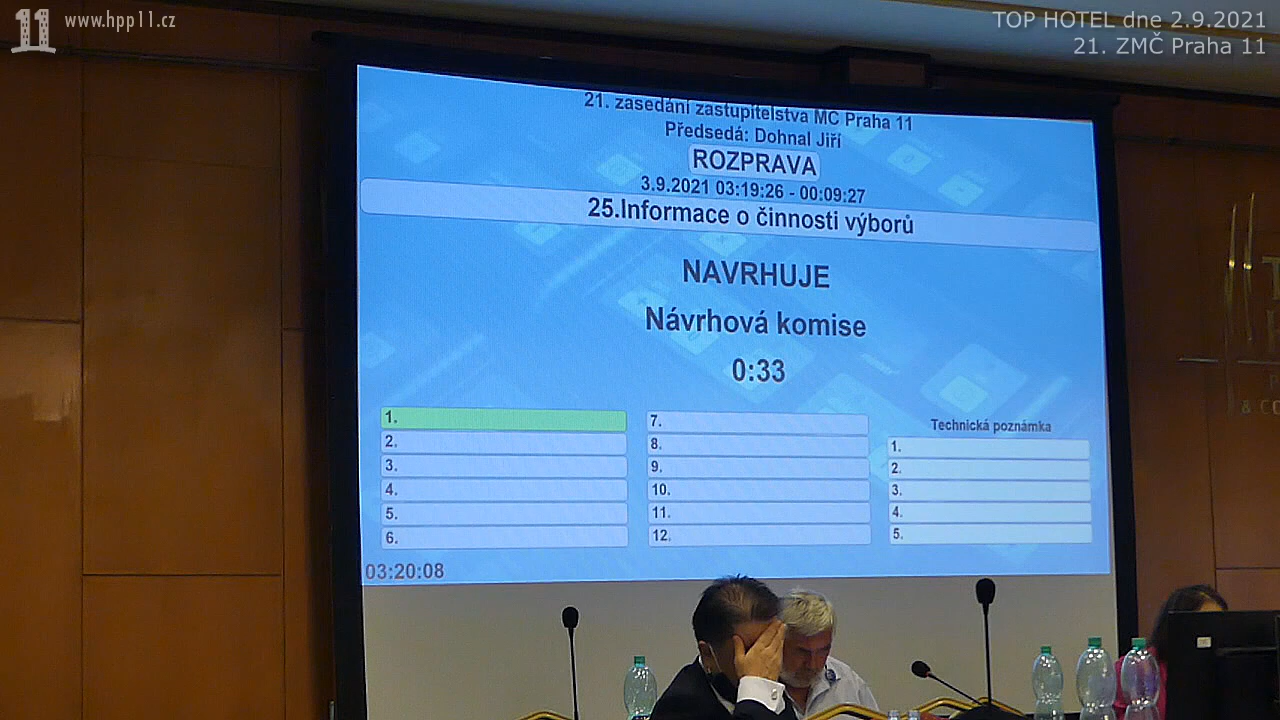 11 www.hpp11.cz
TOP HOTEL dne 2.9.2021
21. ZMČ Praha 11
21. zasedání zastupitelstva MČ Praha 11
Předsedá: Dohnal Jiří
ROZPRAVA
3.9.2021 03:19:26 - 00:09:27
25.Informace o činnosti výborů
NAVRHUJE
Návrhová komise
0:33
1.
2.
3.
4.
5.
6.
7.
8.
9.
10.
11.
12.
Technická poznámka
1.
2.
3.
4.
5.
03:20:08
& CO